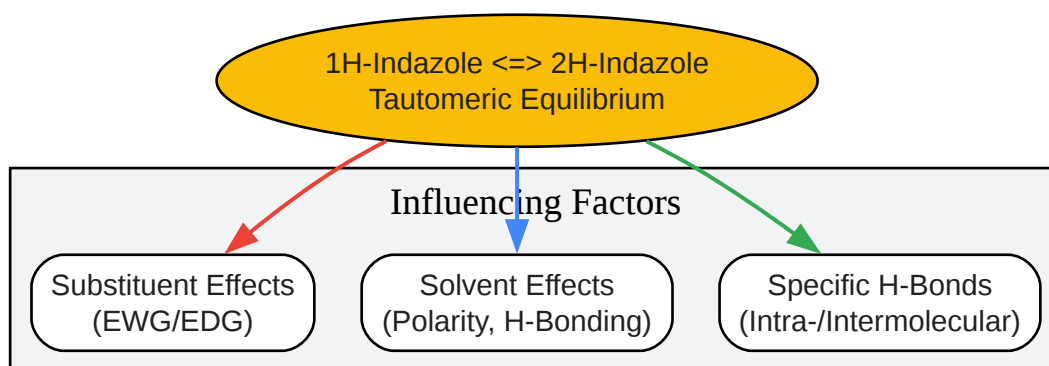 1H-Indazole <=> 2H-Indazole
Tautomeric Equilibrium
Influencing Factors
Substituent Effects
(EWG/EDG)
Solvent Effects
(Polarity, H-Bonding)
Specific H-Bonds
(Intra-/Intermolecular)